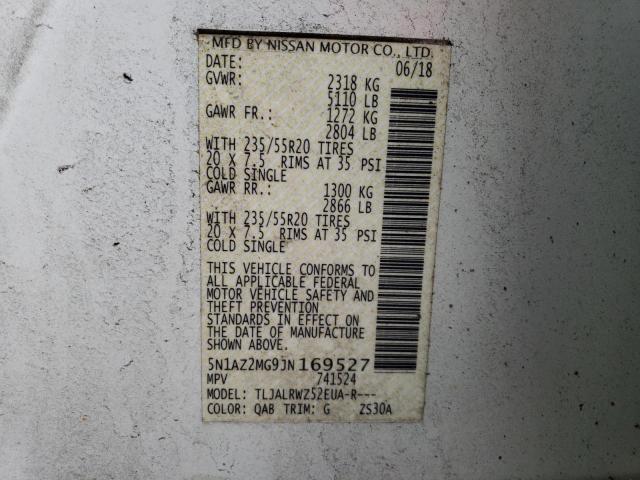 MFD BY NISSAN MOTOR CO., LTD.
DATE: 06/18
GVWR: 2318 KG
5110 LB
GAWR FR.: 1272 KG
2804 LB
WITH 235/55R20 TIRES
20 X 7.5 RIMS AT 35 PSI
COLD SINGLE
GAWR RR.: 1300 KG
2866 LB
WITH 235/55R20 TIRES
20 X 7.5 RIMS AT 35 PSI
COLD SINGLE
THIS VEHICLE CONFORMS TO
ALL APPLICABLE FEDERAL
MOTOR VEHICLE SAFETY AND
THEFT PREVENTION
STANDARDS IN EFFECT ON
THE DATE OF MANUFACTURE
SHOWN ABOVE.
5N1AZ2MG9JN169527
MPV 741524
MODEL: TLJALRWZ52EUA-R---
COLOR: QAB TRIM: G ZS30A